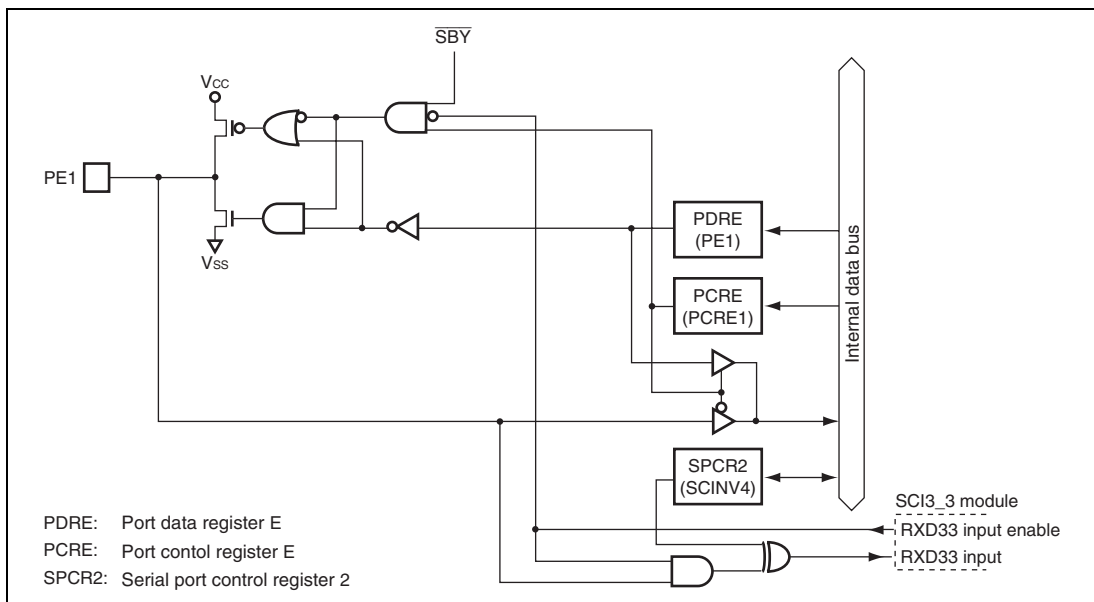 SBY
VCC
PE1
VSS
PDRE
(PE1)
PCRE
(PCRE1)
Internal data bus
SPCR2
(SCINV4)
SCI3_3 module
RXD33 input enable
RXD33 input
PDRE: Port data register E
PCRE: Port contol register E
SPCR2: Serial port control register 2